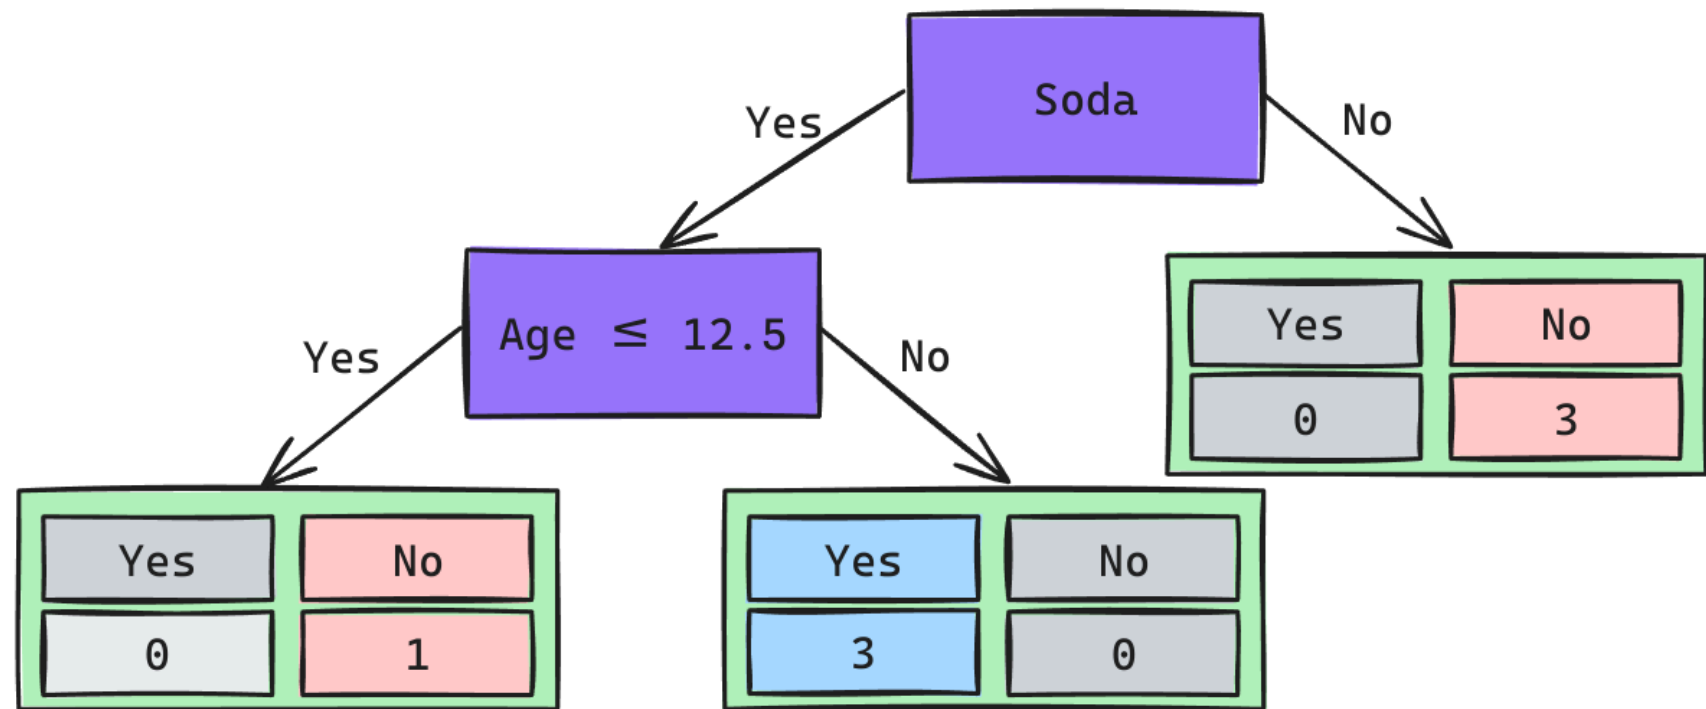 Soda
Yes
No
Age ≤ 12.5
Yes
No
Yes No
0 3
Yes No
0 1
Yes No
3 0